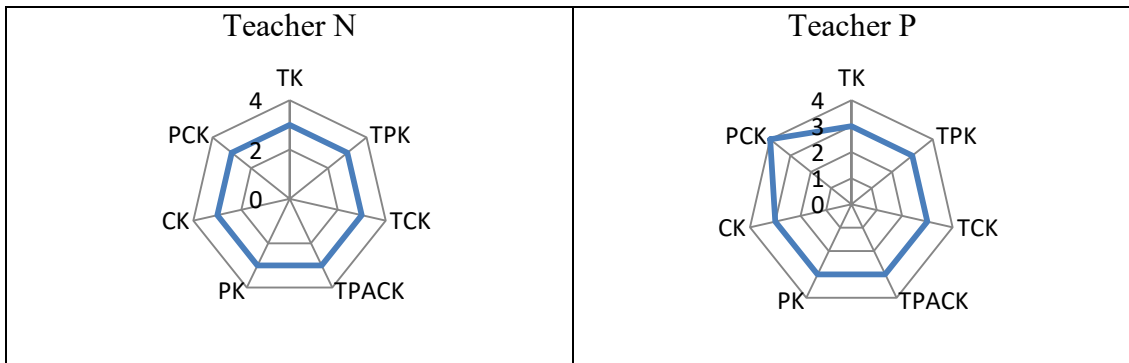 Teacher N
TK
4
PCK
TPK
2
0
CK
TCK
PK
TPACK
Teacher P
TK
4
3
PCK
TPK
2
1
0
CK
TCK
PK
TPACK